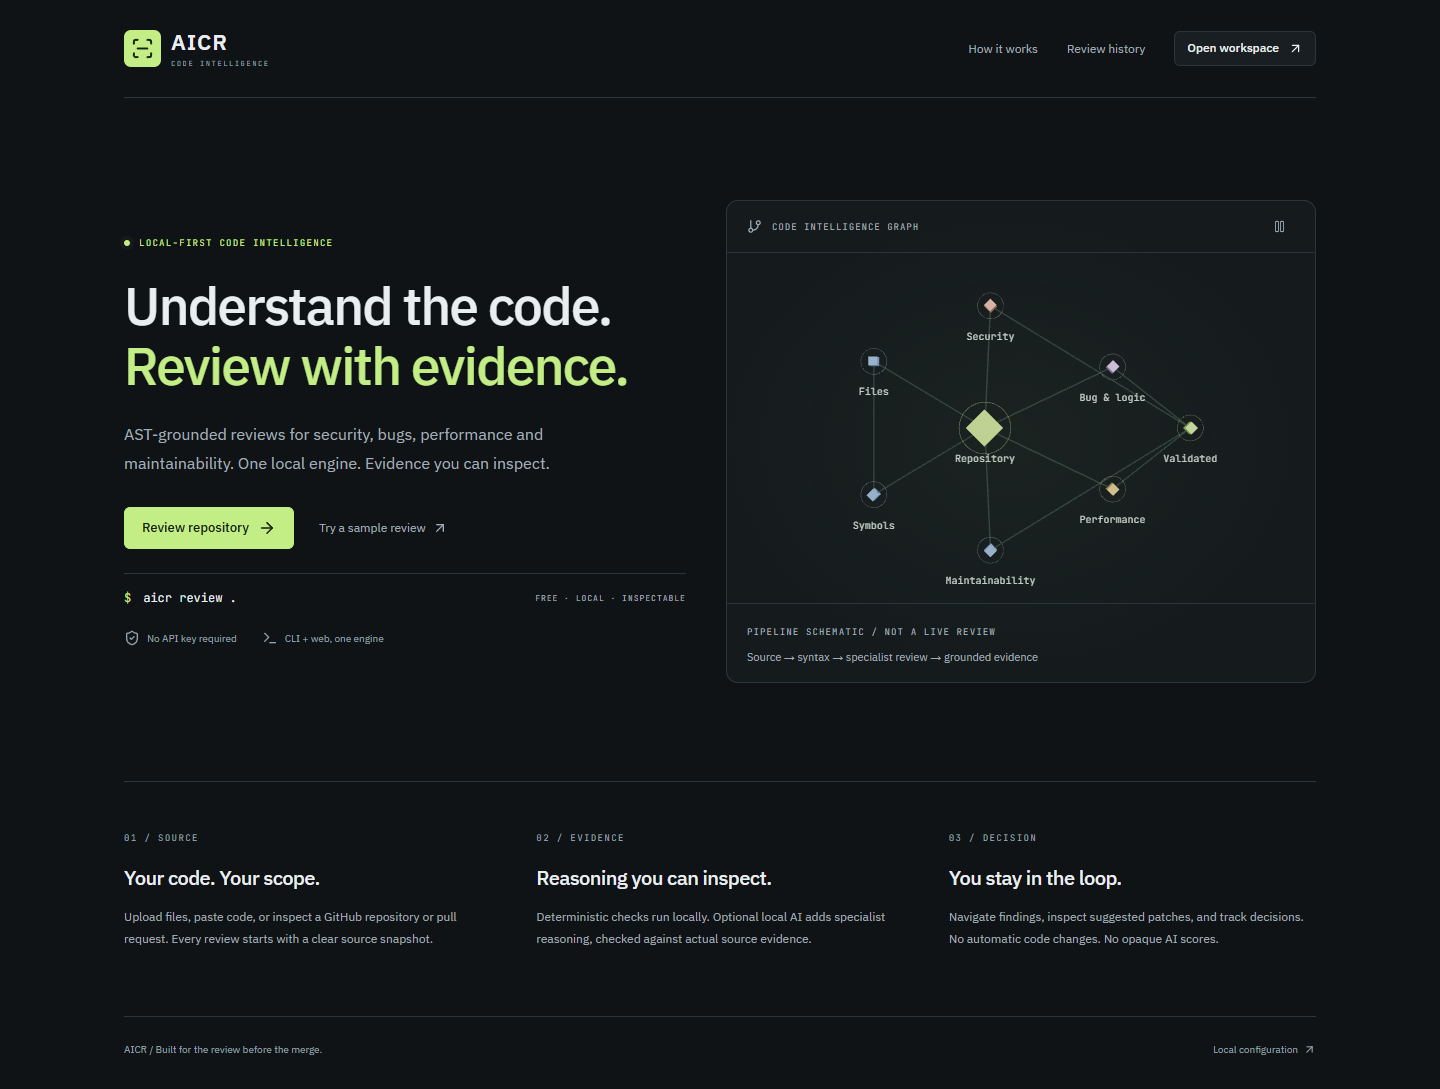 AICR
CODE INTELLIGENCE
How it works
Review history
Open workspace
LOCAL-FIRST CODE INTELLIGENCE
Understand the code.
Review with evidence.
AST-grounded reviews for security, bugs, performance and
maintainability. One local engine. Evidence you can inspect.
Review repository
Try a sample review
$ aicr review .
FREE · LOCAL · INSPECTABLE
No API key required
CLI + web, one engine
CODE INTELLIGENCE GRAPH
Security
Files
Bug & logic
Repository
Validated
Symbols
Performance
Maintainability
PIPELINE SCHEMATIC / NOT A LIVE REVIEW
Source → syntax → specialist review → grounded evidence
01 / SOURCE
Your code. Your scope.
Upload files, paste code, or inspect a GitHub repository or pull
request. Every review starts with a clear source snapshot.
02 / EVIDENCE
Reasoning you can inspect.
Deterministic checks run locally. Optional local AI adds specialist
reasoning, checked against actual source evidence.
03 / DECISION
You stay in the loop.
Navigate findings, inspect suggested patches, and track decisions.
No automatic code changes. No opaque AI scores.
AICR / Built for the review before the merge.
Local configuration